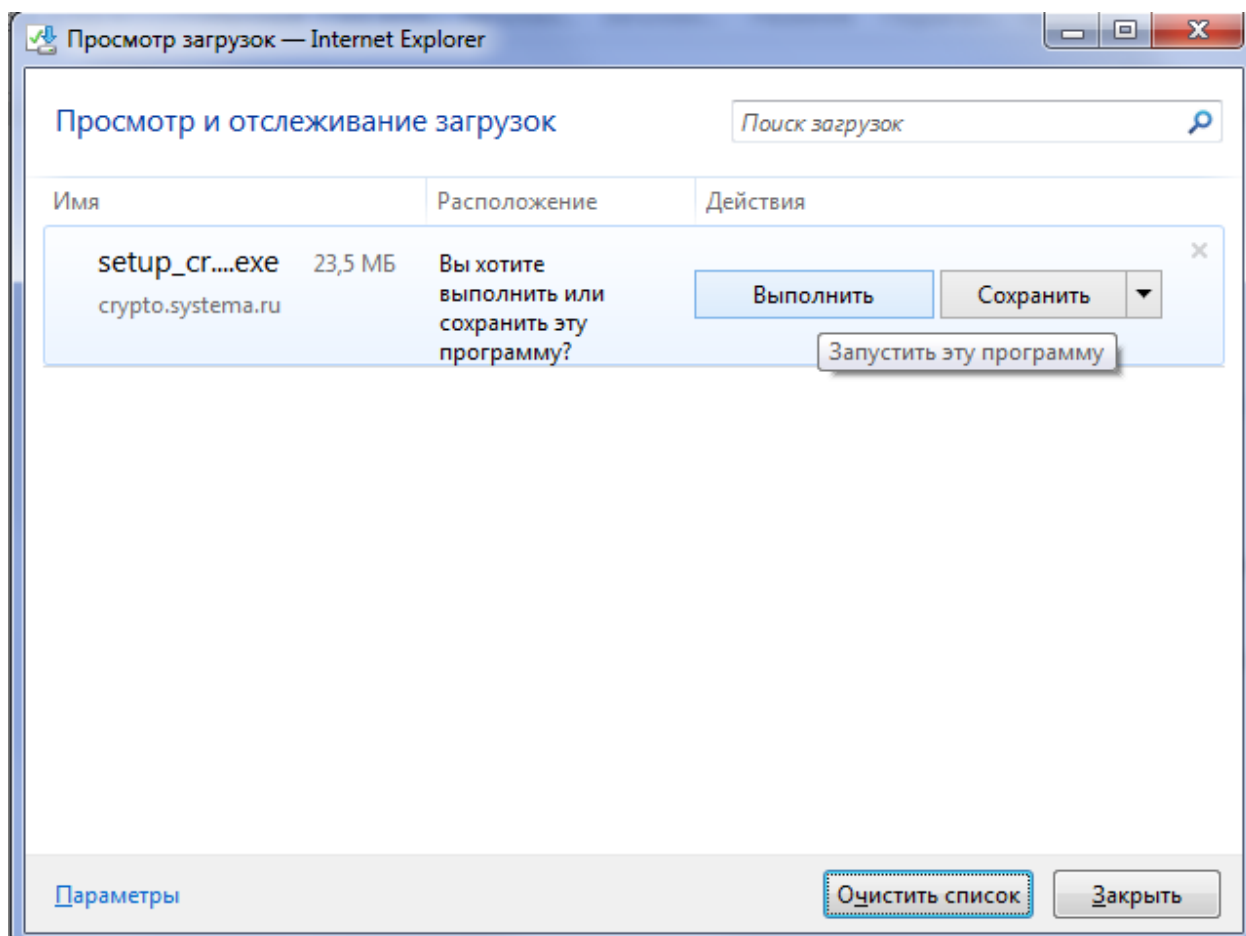 Просмотр загрузок — Internet Explorer
Просмотр и отслеживание загрузок
Поиск загрузок
Имя
Расположение
Действия
setup_cr....exe 23,5 МБ
crypto.systema.ru
Вы хотите
выполнить или
сохранить эту
программу?
Выполнить
Сохранить
Запустить эту программу
Параметры
Очистить список
Закрыть